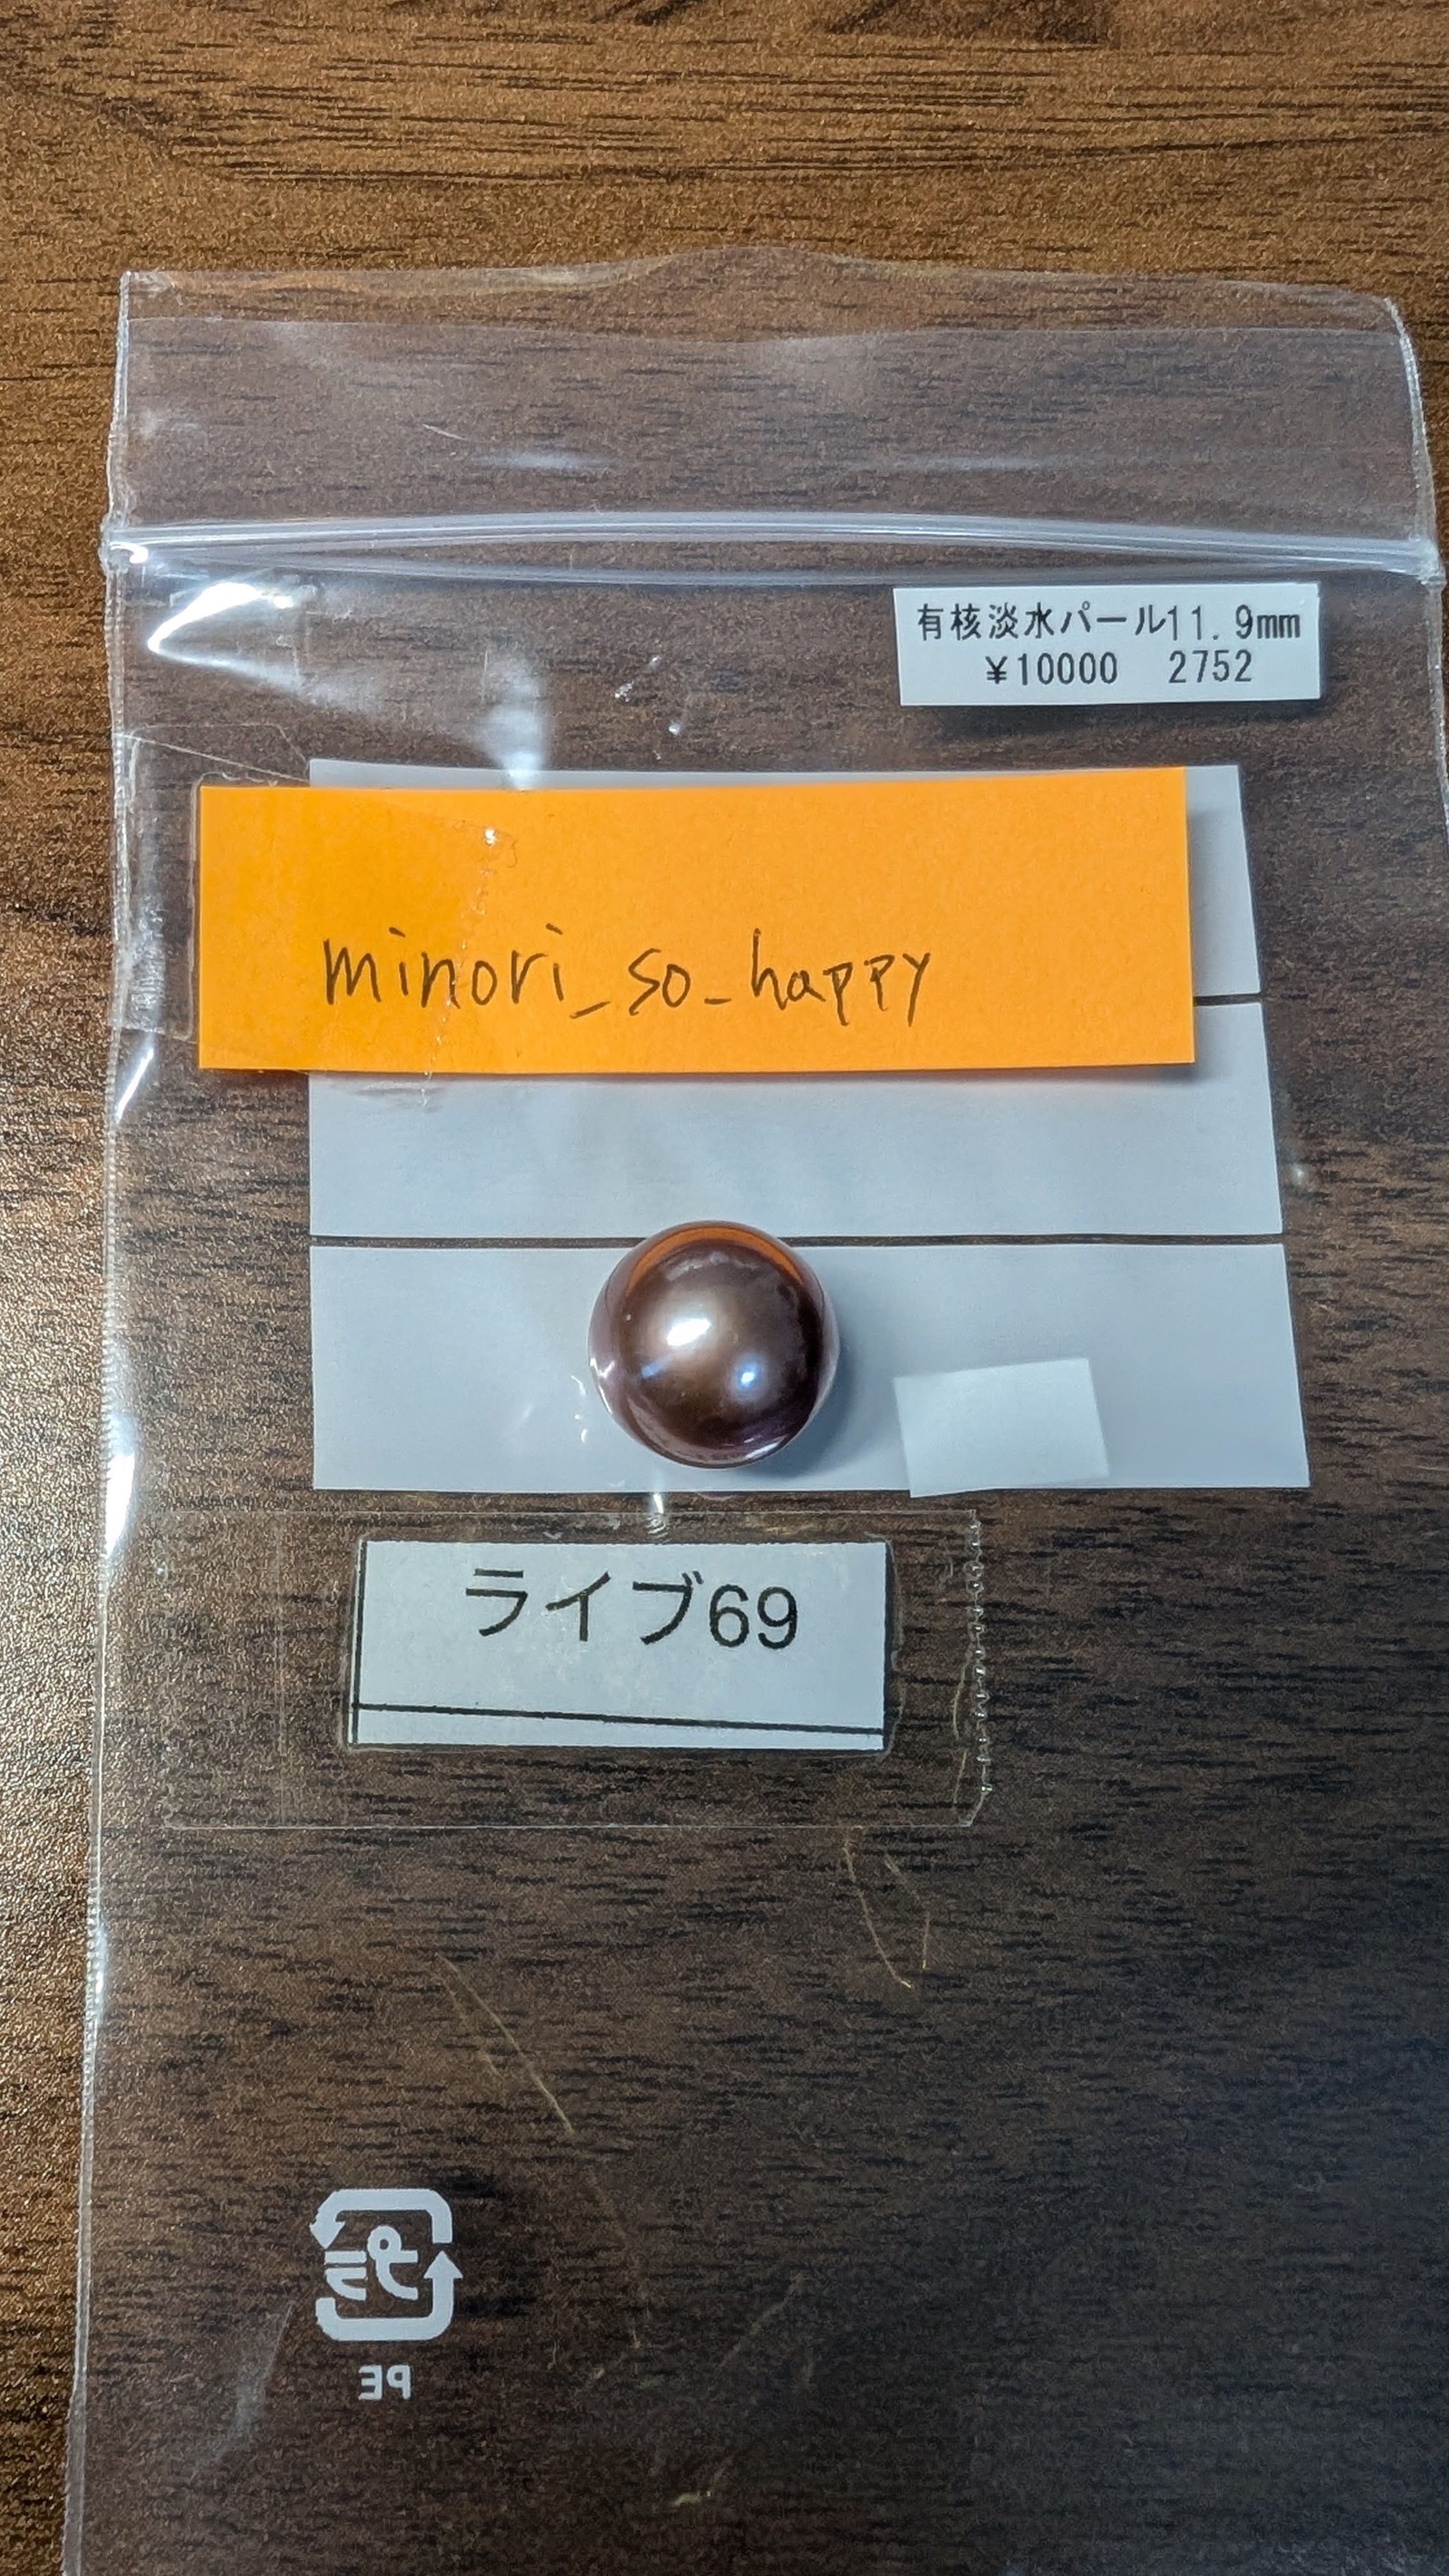 有核淡水パール11.9mm
¥10000 2752
minori_so_happy
ライブ69
プラ
PE